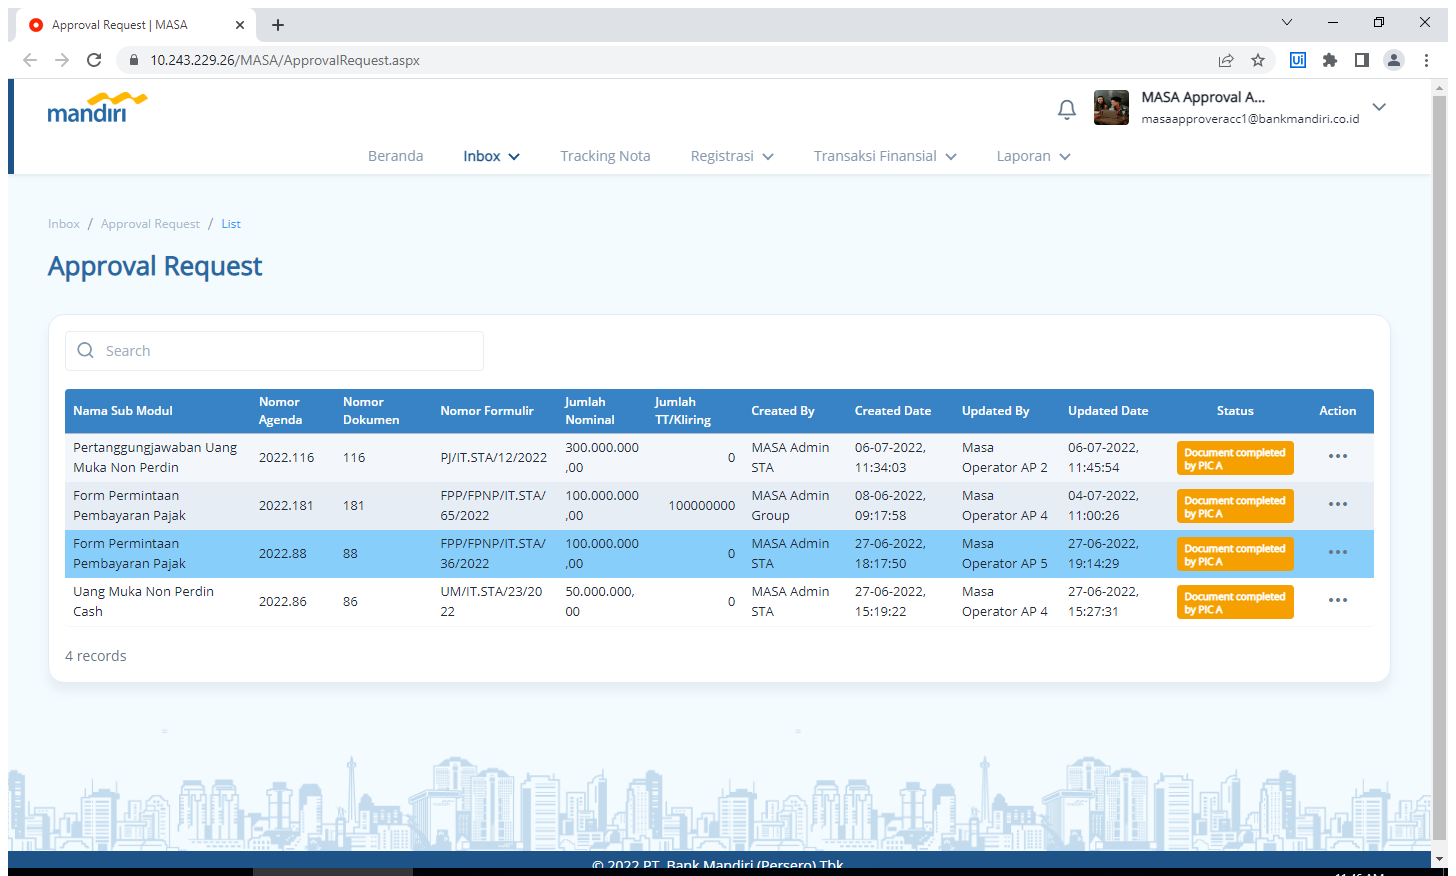 Approval Request | MASA
10.243.229.26/MASA/ApprovalRequest.aspx
Ui
mandiri
MASA Approval A...
masaapproveracc1@bankmandiri.co.id
Beranda
Inbox
Tracking Nota
Registrasi
Transaksi Finansial
Laporan
Inbox / Approval Request / List
Approval Request
Search
Nama Sub Modul
Nomor
Agenda
Nomor
Dokumen
Nomor Formulir
Jumlah
Nominal
Jumlah
TT/Kliring
Created By
Created Date
Updated By
Updated Date
Status
Action
Pertanggungjawaban Uang
Muka Non Perdin
2022.116
116
PJ/IT.STA/12/2022
300.000.000
,00
0
MASA Admin
STA
06-07-2022,
11:34:03
Masa
Operator AP 2
06-07-2022,
11:45:54
Document completed
by PIC A
Form Permintaan
Pembayaran Pajak
2022.181
181
FPP/FPNP/IT.STA/
65/2022
100.000.000
,00
100000000
MASA Admin
Group
08-06-2022,
09:17:58
Masa
Operator AP 4
04-07-2022,
11:00:26
Document completed
by PIC A
Form Permintaan
Pembayaran Pajak
2022.88
88
FPP/FPNP/IT.STA/
36/2022
100.000.000
,00
0
MASA Admin
STA
27-06-2022,
18:17:50
Masa
Operator AP 5
27-06-2022,
19:14:29
Document completed
by PIC A
Uang Muka Non Perdin
Cash
2022.86
86
UM/IT.STA/23/20
22
50.000.000,
00
0
MASA Admin
STA
27-06-2022,
15:19:22
Masa
Operator AP 4
27-06-2022,
15:27:31
Document completed
by PIC A
4 records
© 2022 PT. Bank Mandiri (Persero) Tbk